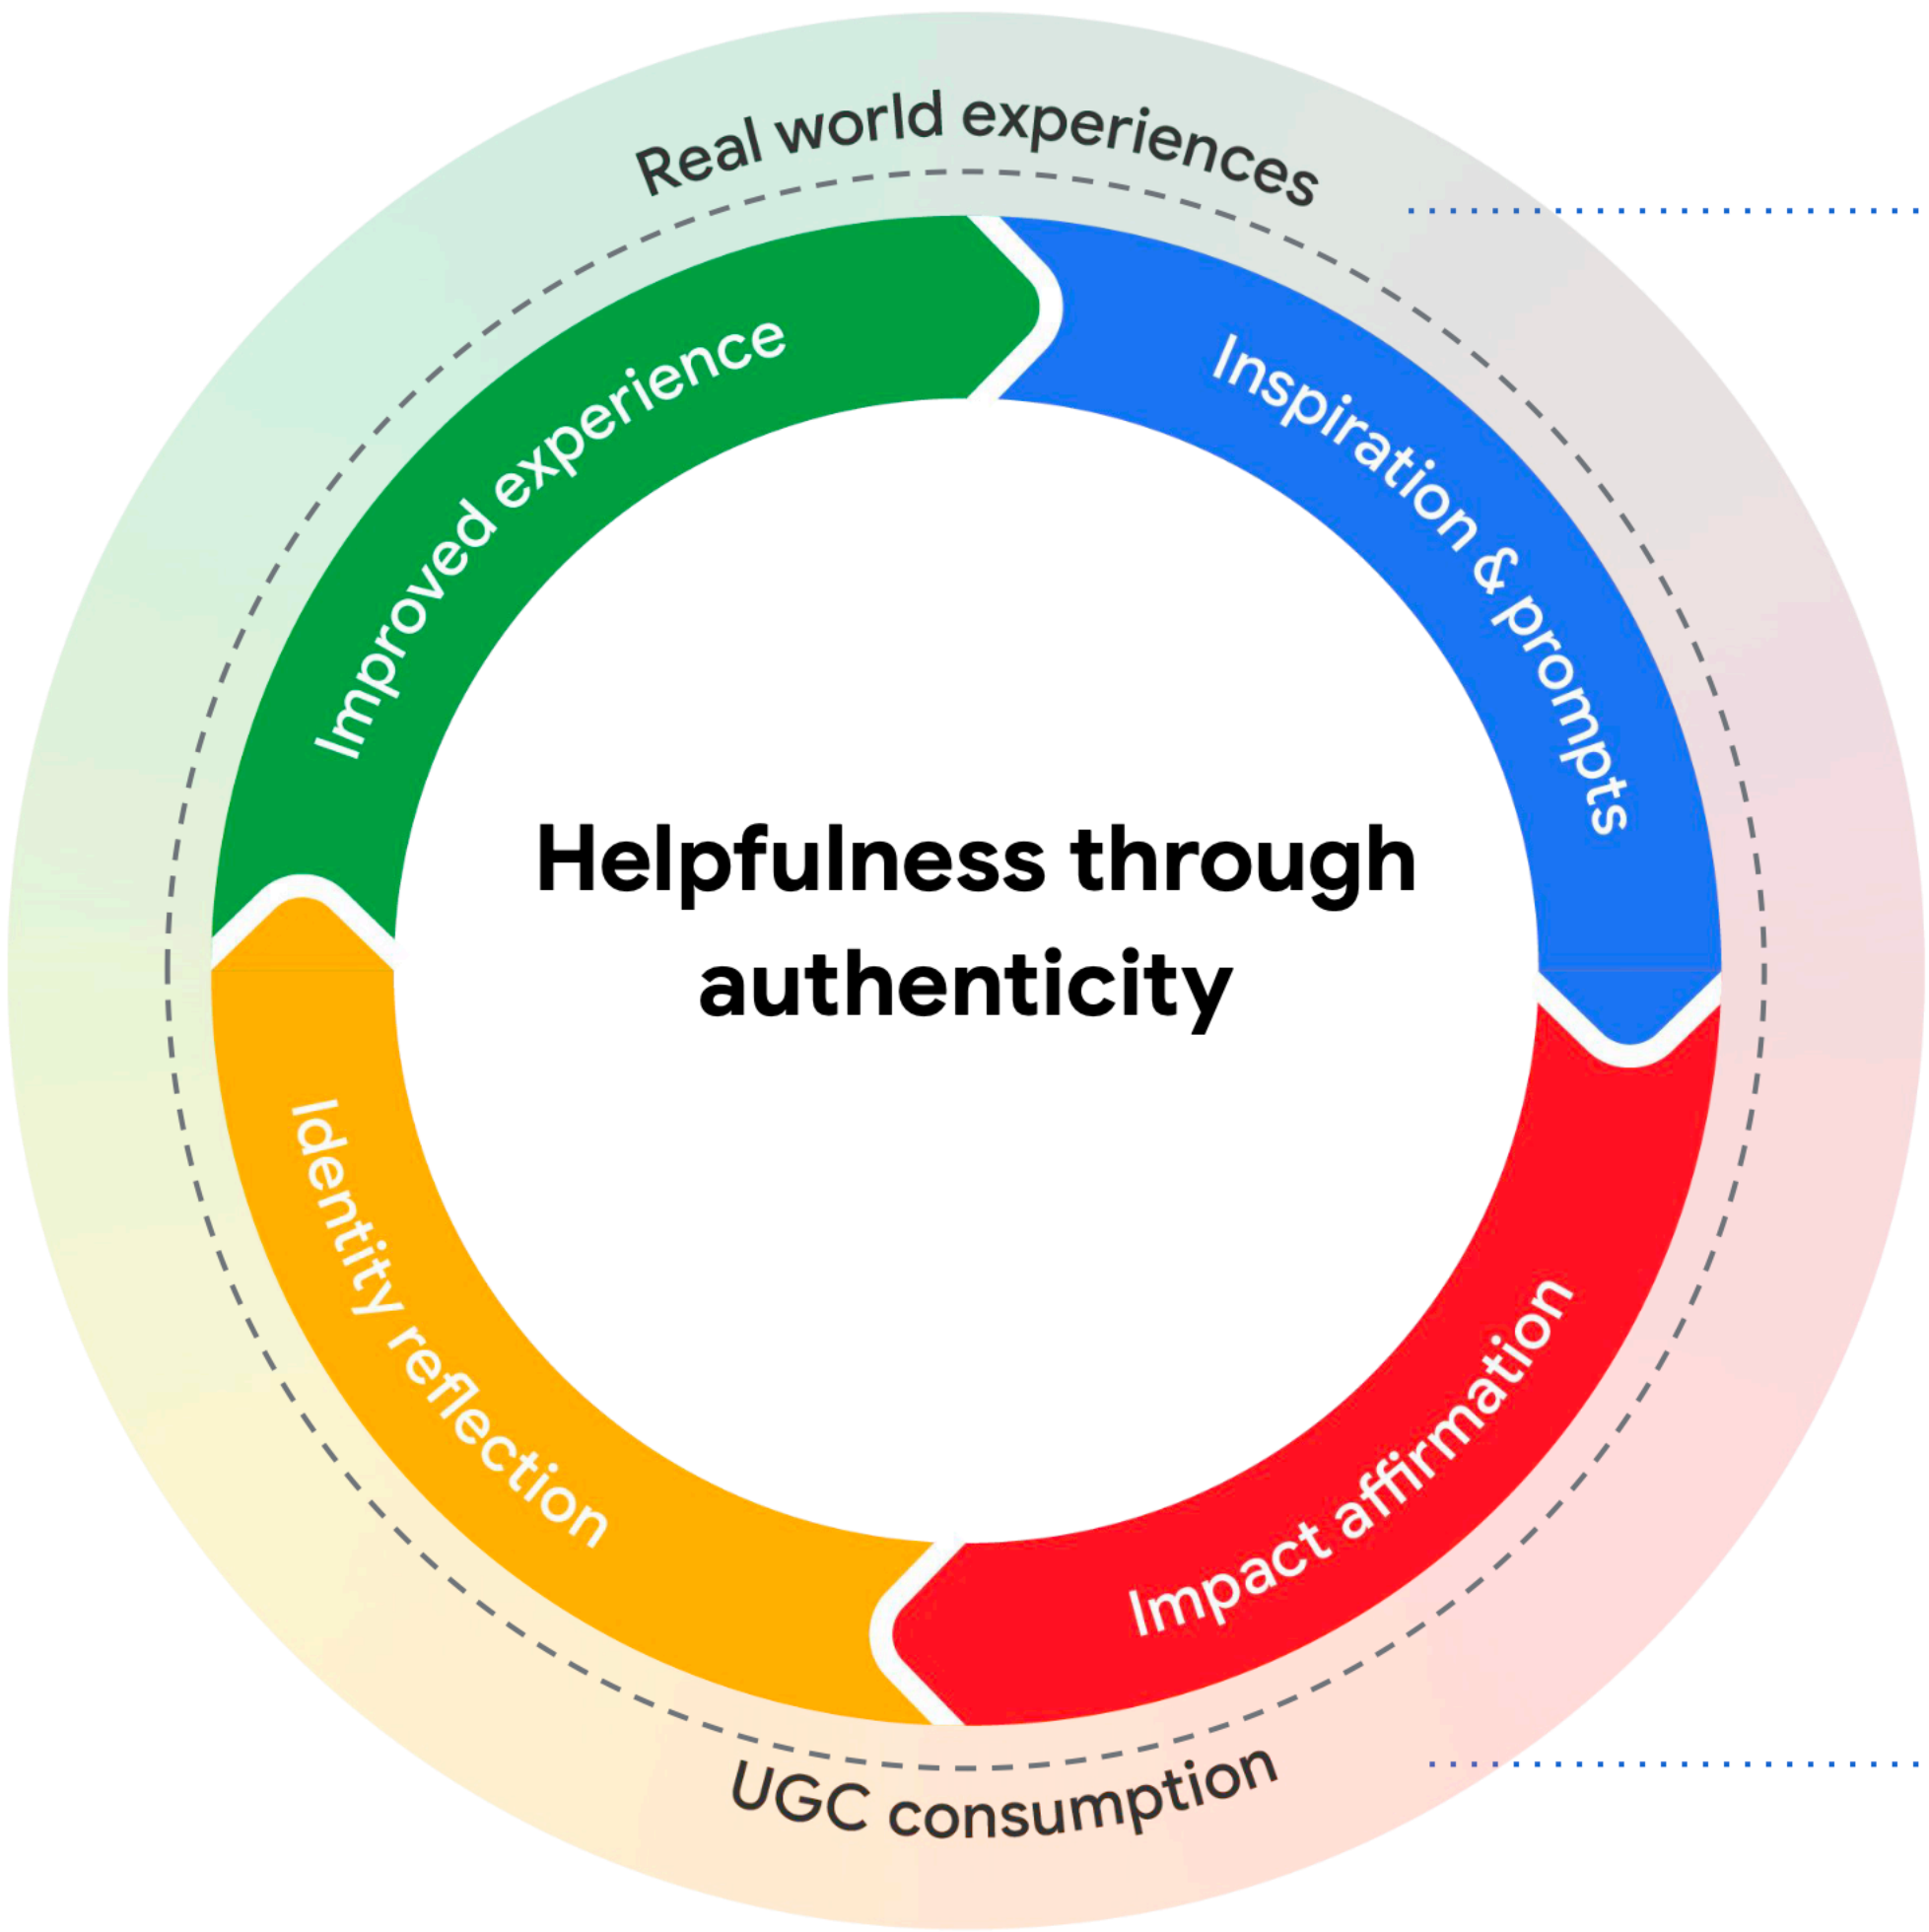 Real world experiences
Improved experience
Inspiration & prompts
Helpfulness through
authenticity
Identity reflection
Impact affirmation
UGC consumption